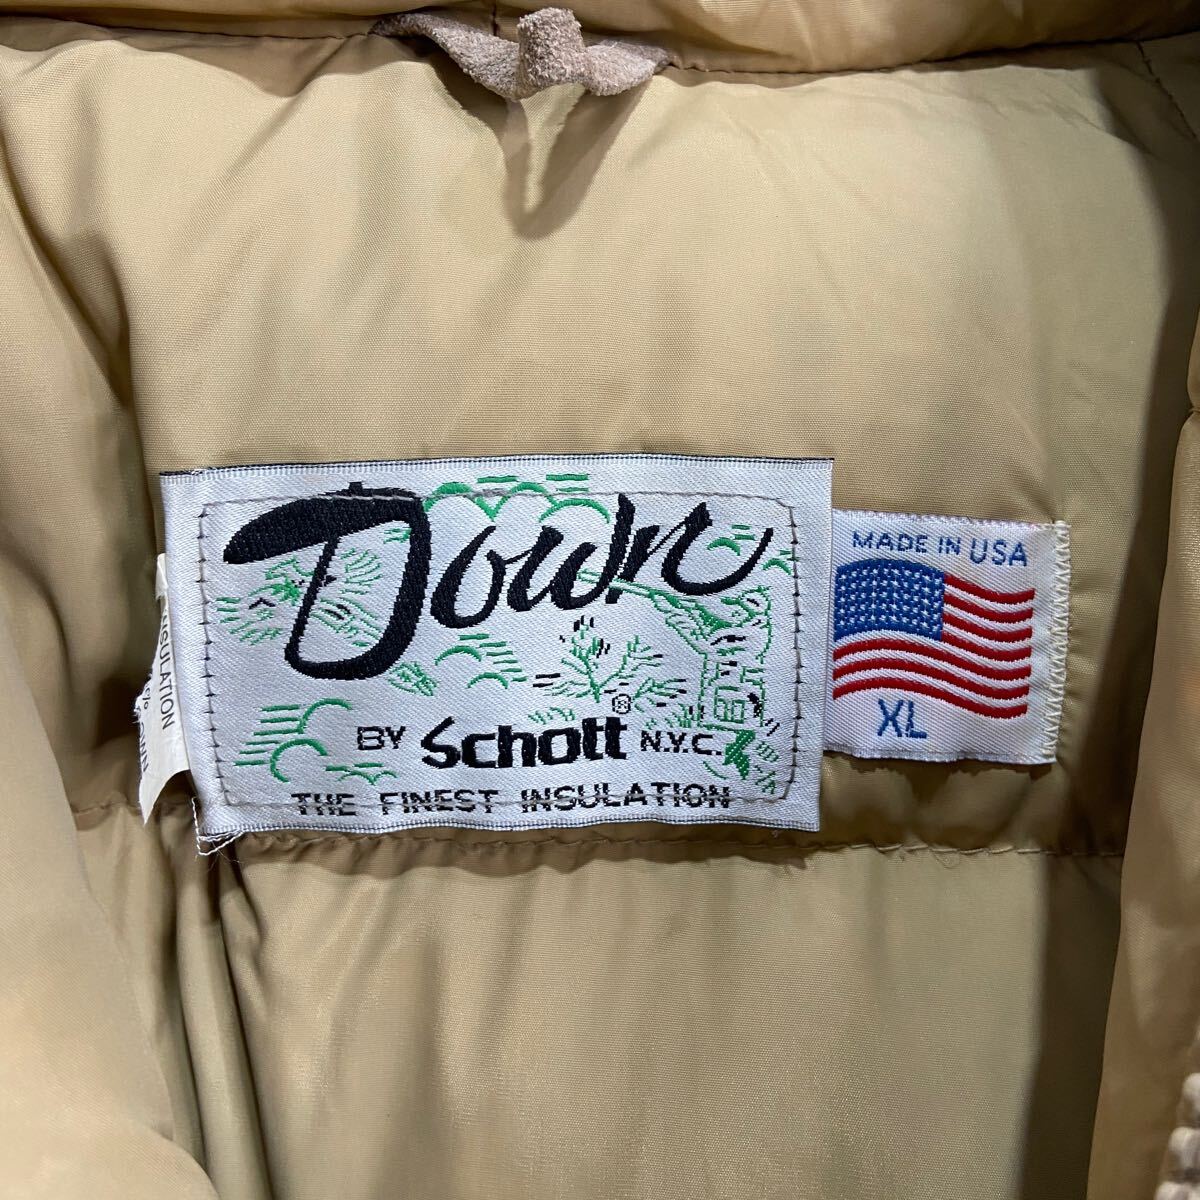 Down
BY Schott® N.Y.C.
THE FINEST INSULATION
MADE IN USA
XL
INSULATION